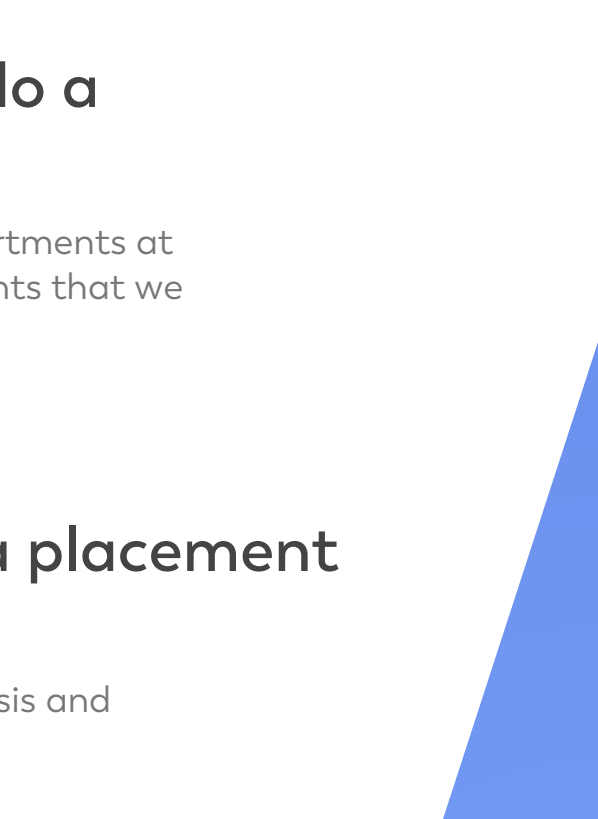 lo a
rtments at
nts that we
a placement
sis and